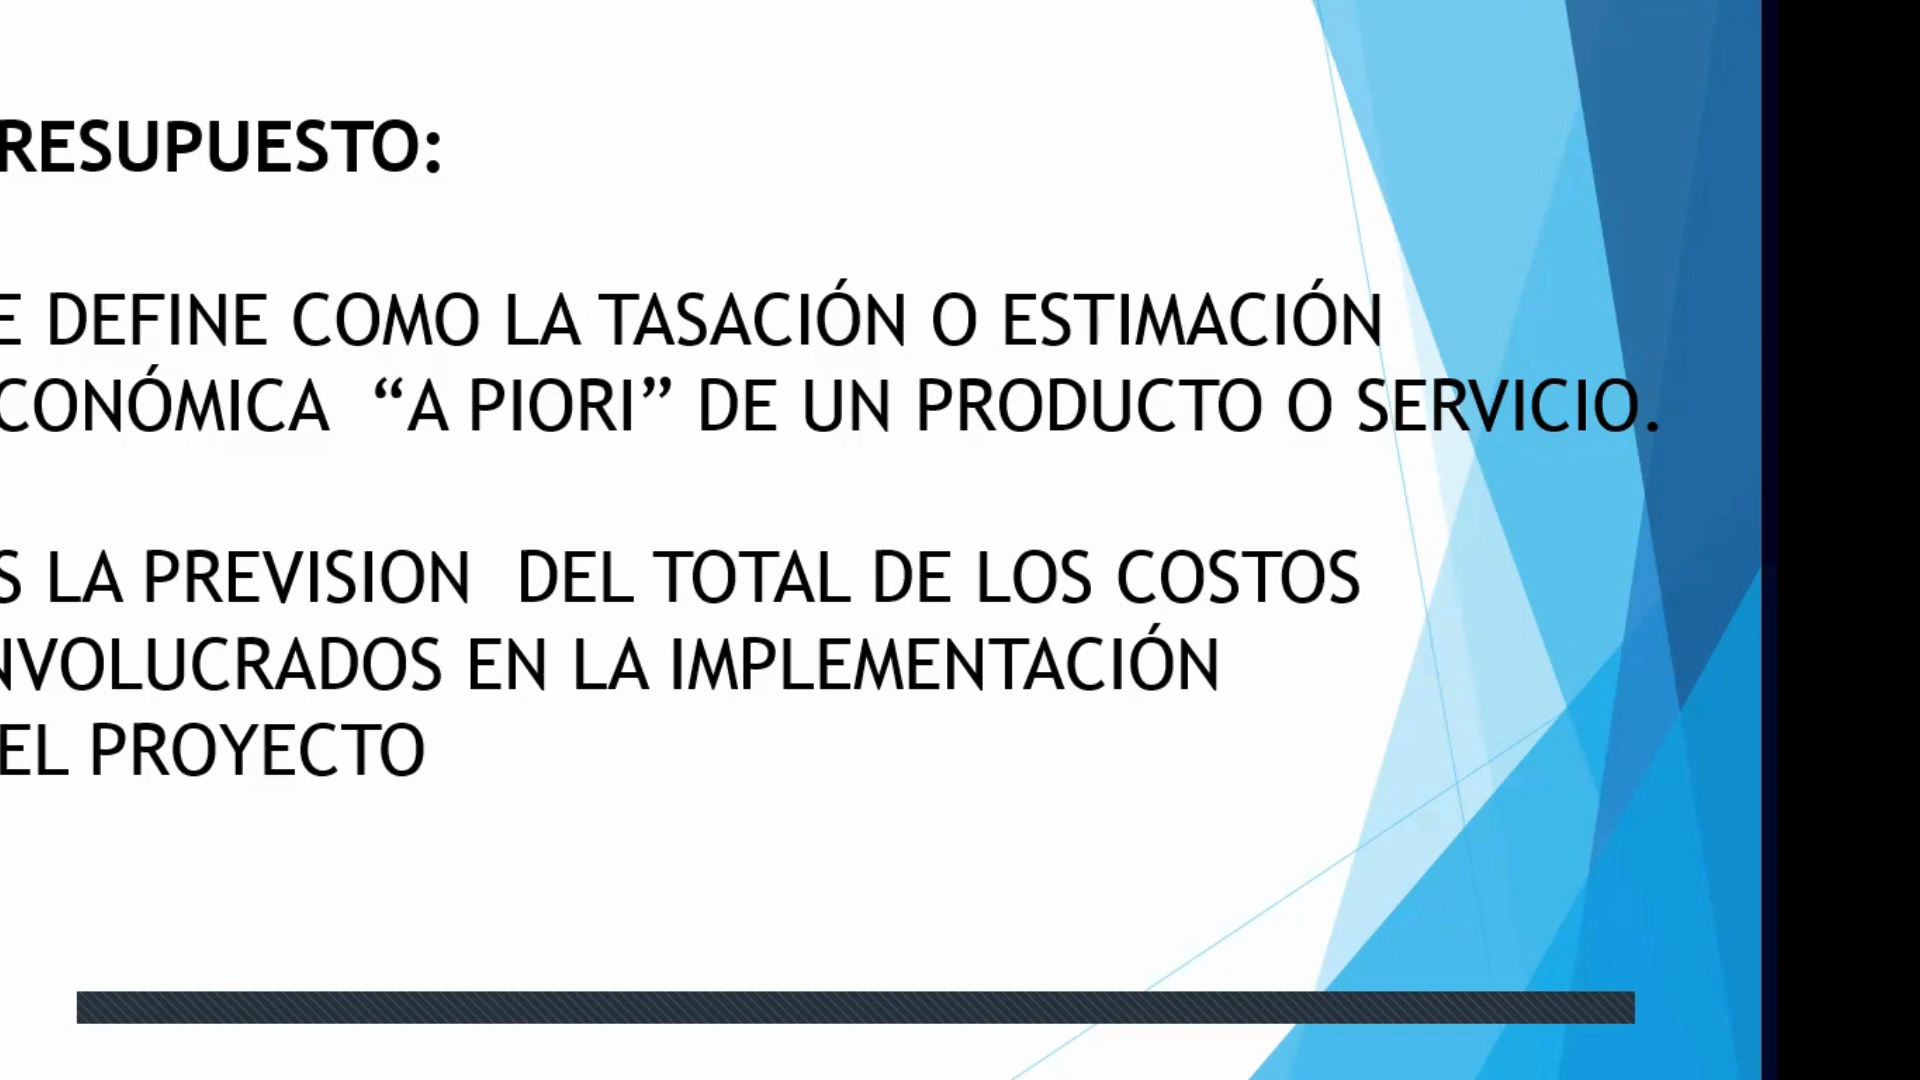 RESUPUESTO:
E DEFINE COMO LA TASACIÓN O ESTIMACIÓN
CONÓMICA “A PIORI” DE UN PRODUCTO O SERVICIO.
S LA PREVISION DEL TOTAL DE LOS COSTOS
NVOLUCRADOS EN LA IMPLEMENTACIÓN
EL PROYECTO